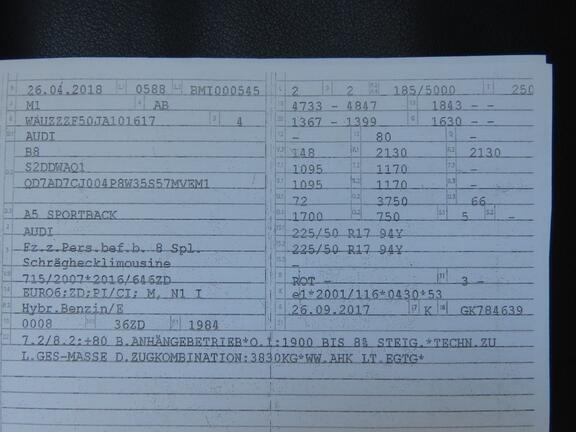 26.04.2018 0588 BMI000545
M1 AB
WAUZZZF50JA101617 4
AUDI
B8
S2DDWAQ1
QD7AD7CJ004P8W35S57MVEM1
A5 SPORTBACK
AUDI
Fz.z.Pers.bef.b. 8 Spl.
Schräghecklimousine
715/2007*2016/646ZD
EURO6;ZD;PI/CI; M, N1 I
Hybr.Benzin/E
0008 36ZD 1984
2 2 185/5000 250
4733 - 4847 1843 - -
1367 - 1399 1630 - -
- 80 -
148 2130 2130
1095 1170 -
1095 1170 -
72 3750 66
1700 750 5 -
225/50 R17 94Y
225/50 R17 94Y
-
ROT - 3 -
e1*2001/116*0430*53
26.09.2017 K GK784639
7.2/8.2:+80 B.ANHÄNGEBETRIEB*O.1:1900 BIS 8% STEIG.*TECHN.ZU
L.GES-MASSE D.ZUGKOMBINATION:3830KG*WW.AHK LT.EGTG*